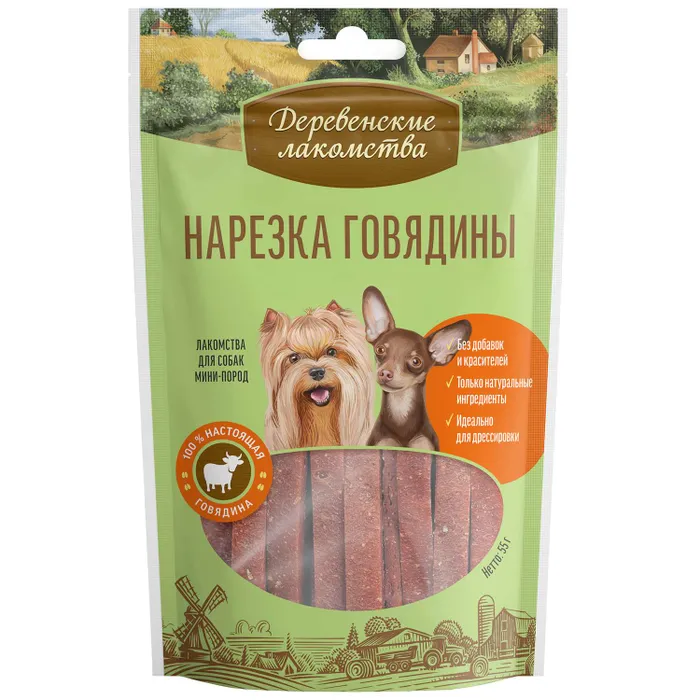 Деревенские
лакомства
НАРЕЗКА ГОВЯДИНЫ
ЛАКОМСТВА
ДЛЯ СОБАК
МИНИ-ПОРОД
Без добавок
и красителей
Только натуральные
ингредиенты
Идеально
для дрессировки
100 % НАСТОЯЩАЯ
ГОВЯДИНА
Нетто: 55 г